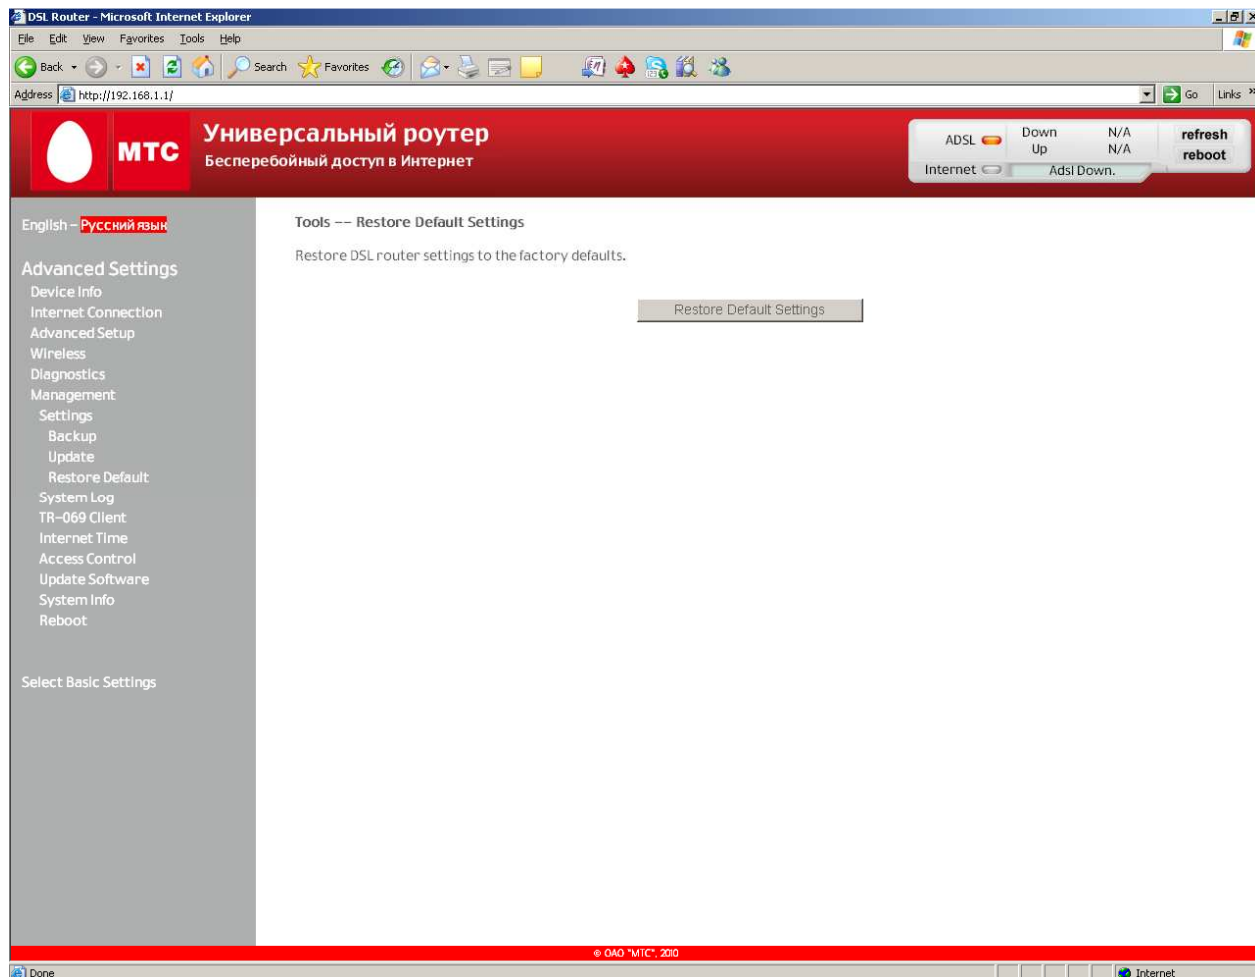 DSL Router - Microsoft Internet Explorer
File Edit View Favorites Tools Help
Back Search Favorites
Address http://192.168.1.1/ Go Links »
МТС
Универсальный роутер
Бесперебойный доступ в Интернет
ADSL Down N/A refresh
Up N/A reboot
Internet Adsl Down.
English – Русский язык
Tools -- Restore Default Settings
Restore DSL router settings to the factory defaults.
Restore Default Settings
Advanced Settings
Device Info
Internet Connection
Advanced Setup
Wireless
Diagnostics
Management
Settings
Backup
Update
Restore Default
System Log
TR-069 Client
Internet Time
Access Control
Update Software
System Info
Reboot
Select Basic Settings
© ОАО "МТС", 2010
Done Internet